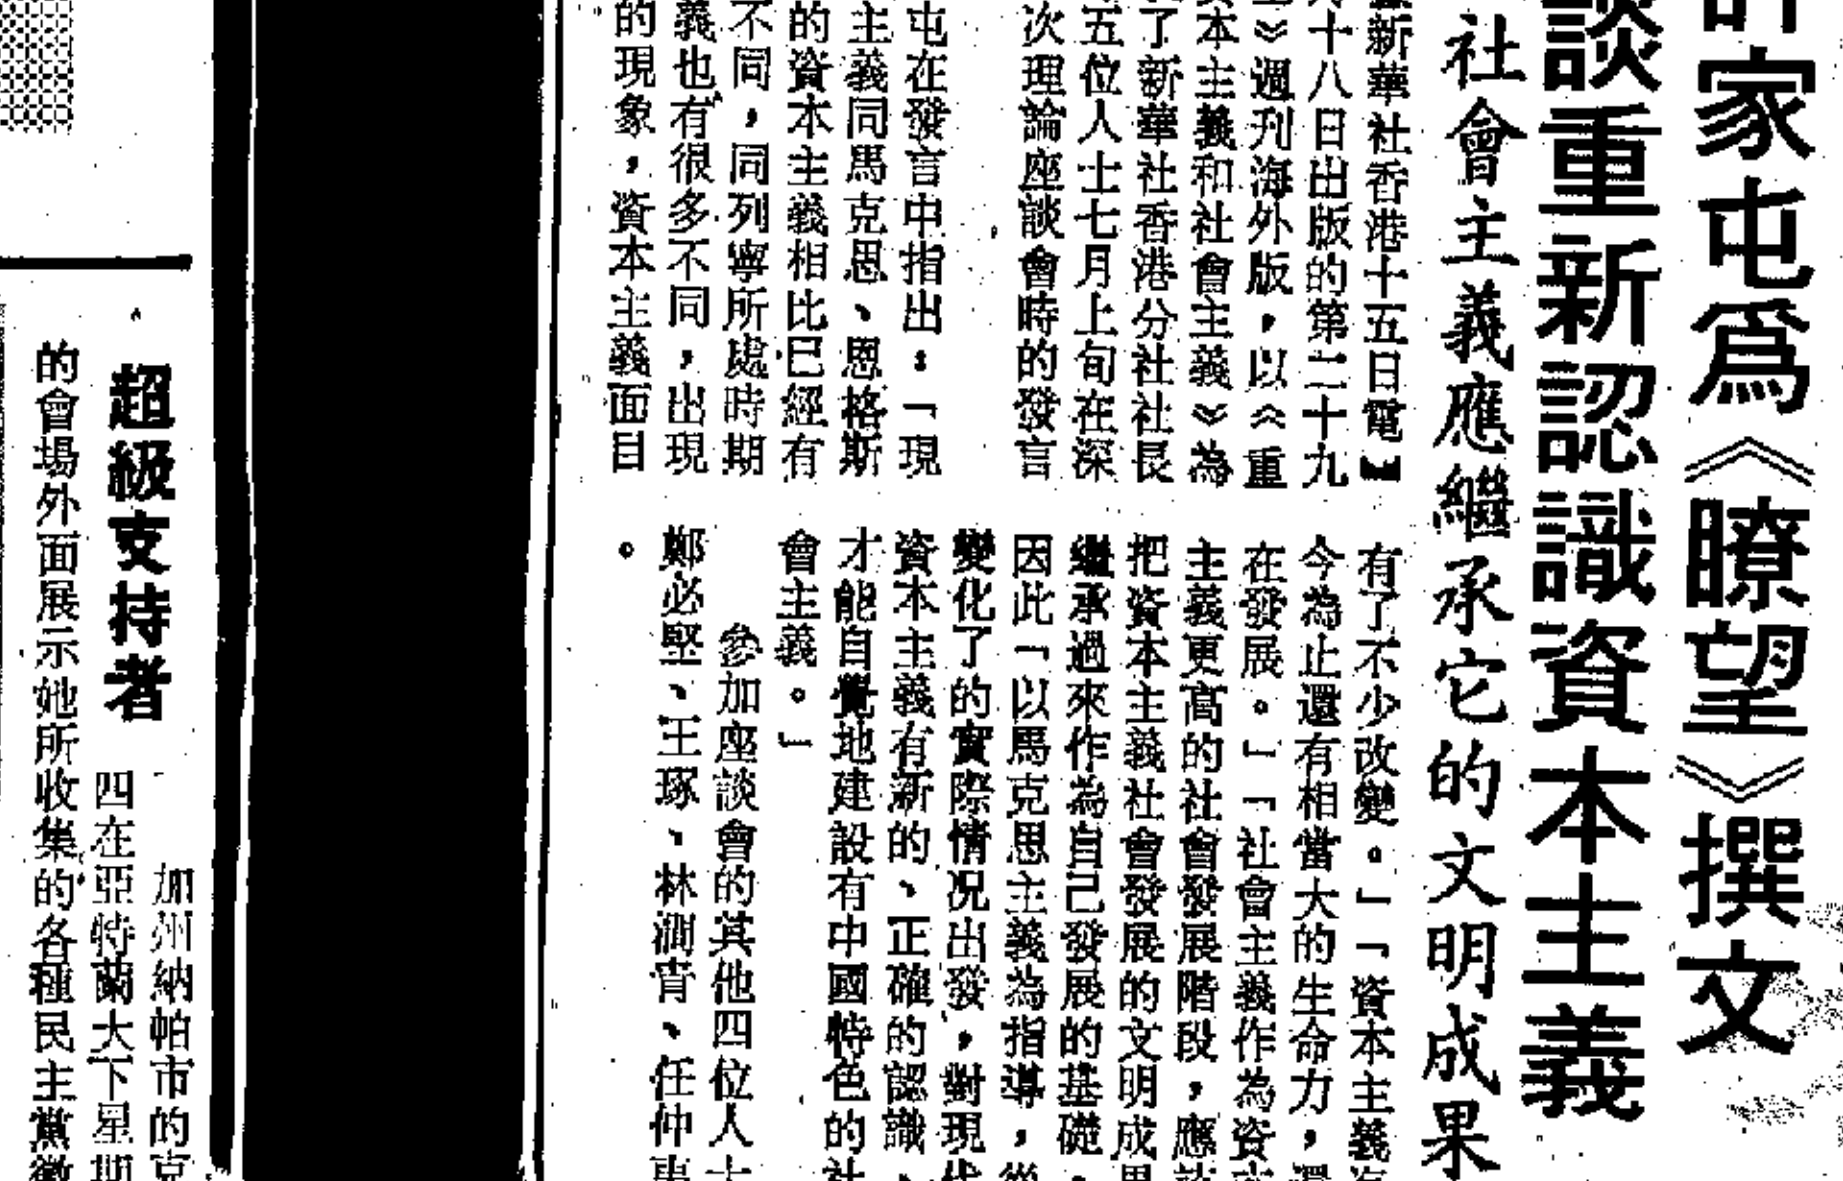 許家屯為《瞭望》撰文
談重新認識資本主義
社會主義應繼承它的文明成果
新華社香港十五日電】
十八日出版的第二十九
》週刊海外版，以《重
本主義和社會主義》為
了新華社香港分社社長
五位人士七月上旬在深
次理論座談會時的發言
屯在發言中指出：「現
主義同馬克思、恩格斯
的資本主義相比已經有
不同，同列寧所處時期
義也有很多不同，出現
的現象，資本主義面目
有了不少改變。」「資本主義
今為止還有相當大的生命力，還
在發展。」「社會主義作為資
主義更高的社會發展階段，應
把資本主義社會發展的文明成果
繼承過來作為自己發展的基礎。
因此「以馬克思主義為指導，從
變化了的實際情況出發，對現代
資本主義有新的、正確的認識、
才能自覺地建設有中國特色的社
會主義。」
參加座談會的其他四位人士
鄭必堅、王琢、林澗青、任仲夷
。
超級支持者
加州納帕市的克
四在亞特蘭大下星期
的會場外面展示她所收集的各種民主黨徽